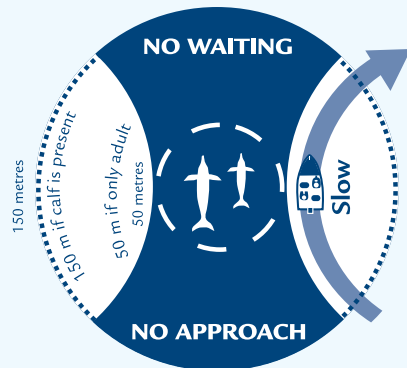 NO WAITING
150 metres
150 m if calf is present
50 m if only adult
50 metres
Slow
NO APPROACH